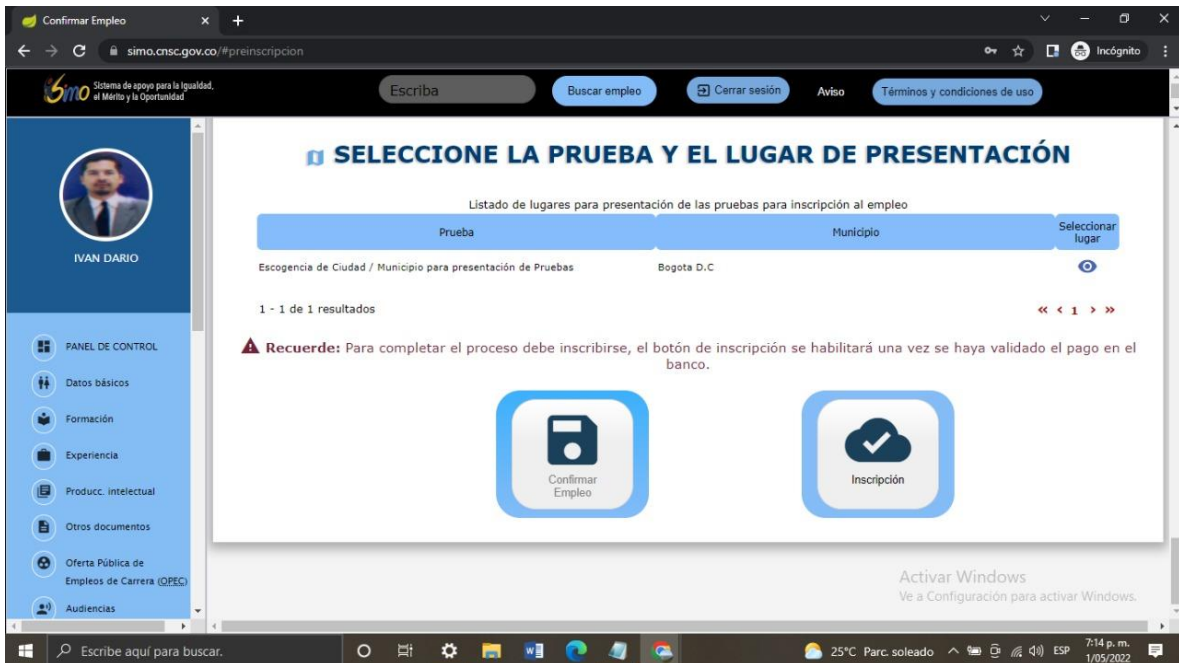 Confirmar Empleo
simo.cnsc.gov.co/#preinscripcion
Incógnito
Simo Sistema de apoyo para la Igualdad,
el Mérito y la Oportunidad
Escriba
Buscar empleo
Cerrar sesión
Aviso
Términos y condiciones de uso
IVAN DARIO
PANEL DE CONTROL
Datos básicos
Formación
Experiencia
Producc. intelectual
Otros documentos
Oferta Pública de
Empleos de Carrera (OPEC)
Audiencias
SELECCIONE LA PRUEBA Y EL LUGAR DE PRESENTACIÓN
Listado de lugares para presentación de las pruebas para inscripción al empleo
Prueba
Municipio
Seleccionar
lugar
Escogencia de Ciudad / Municipio para presentación de Pruebas
Bogota D.C
1 - 1 de 1 resultados
« ‹ 1 › »
Recuerde: Para completar el proceso debe inscribirse, el botón de inscripción se habilitará una vez se haya validado el pago en el
banco.
Confirmar
Empleo
Inscripción
Activar Windows
Ve a Configuración para activar Windows.
Escribe aquí para buscar.
25°C Parc. soleado
ESP
7:14 p. m.
1/05/2022